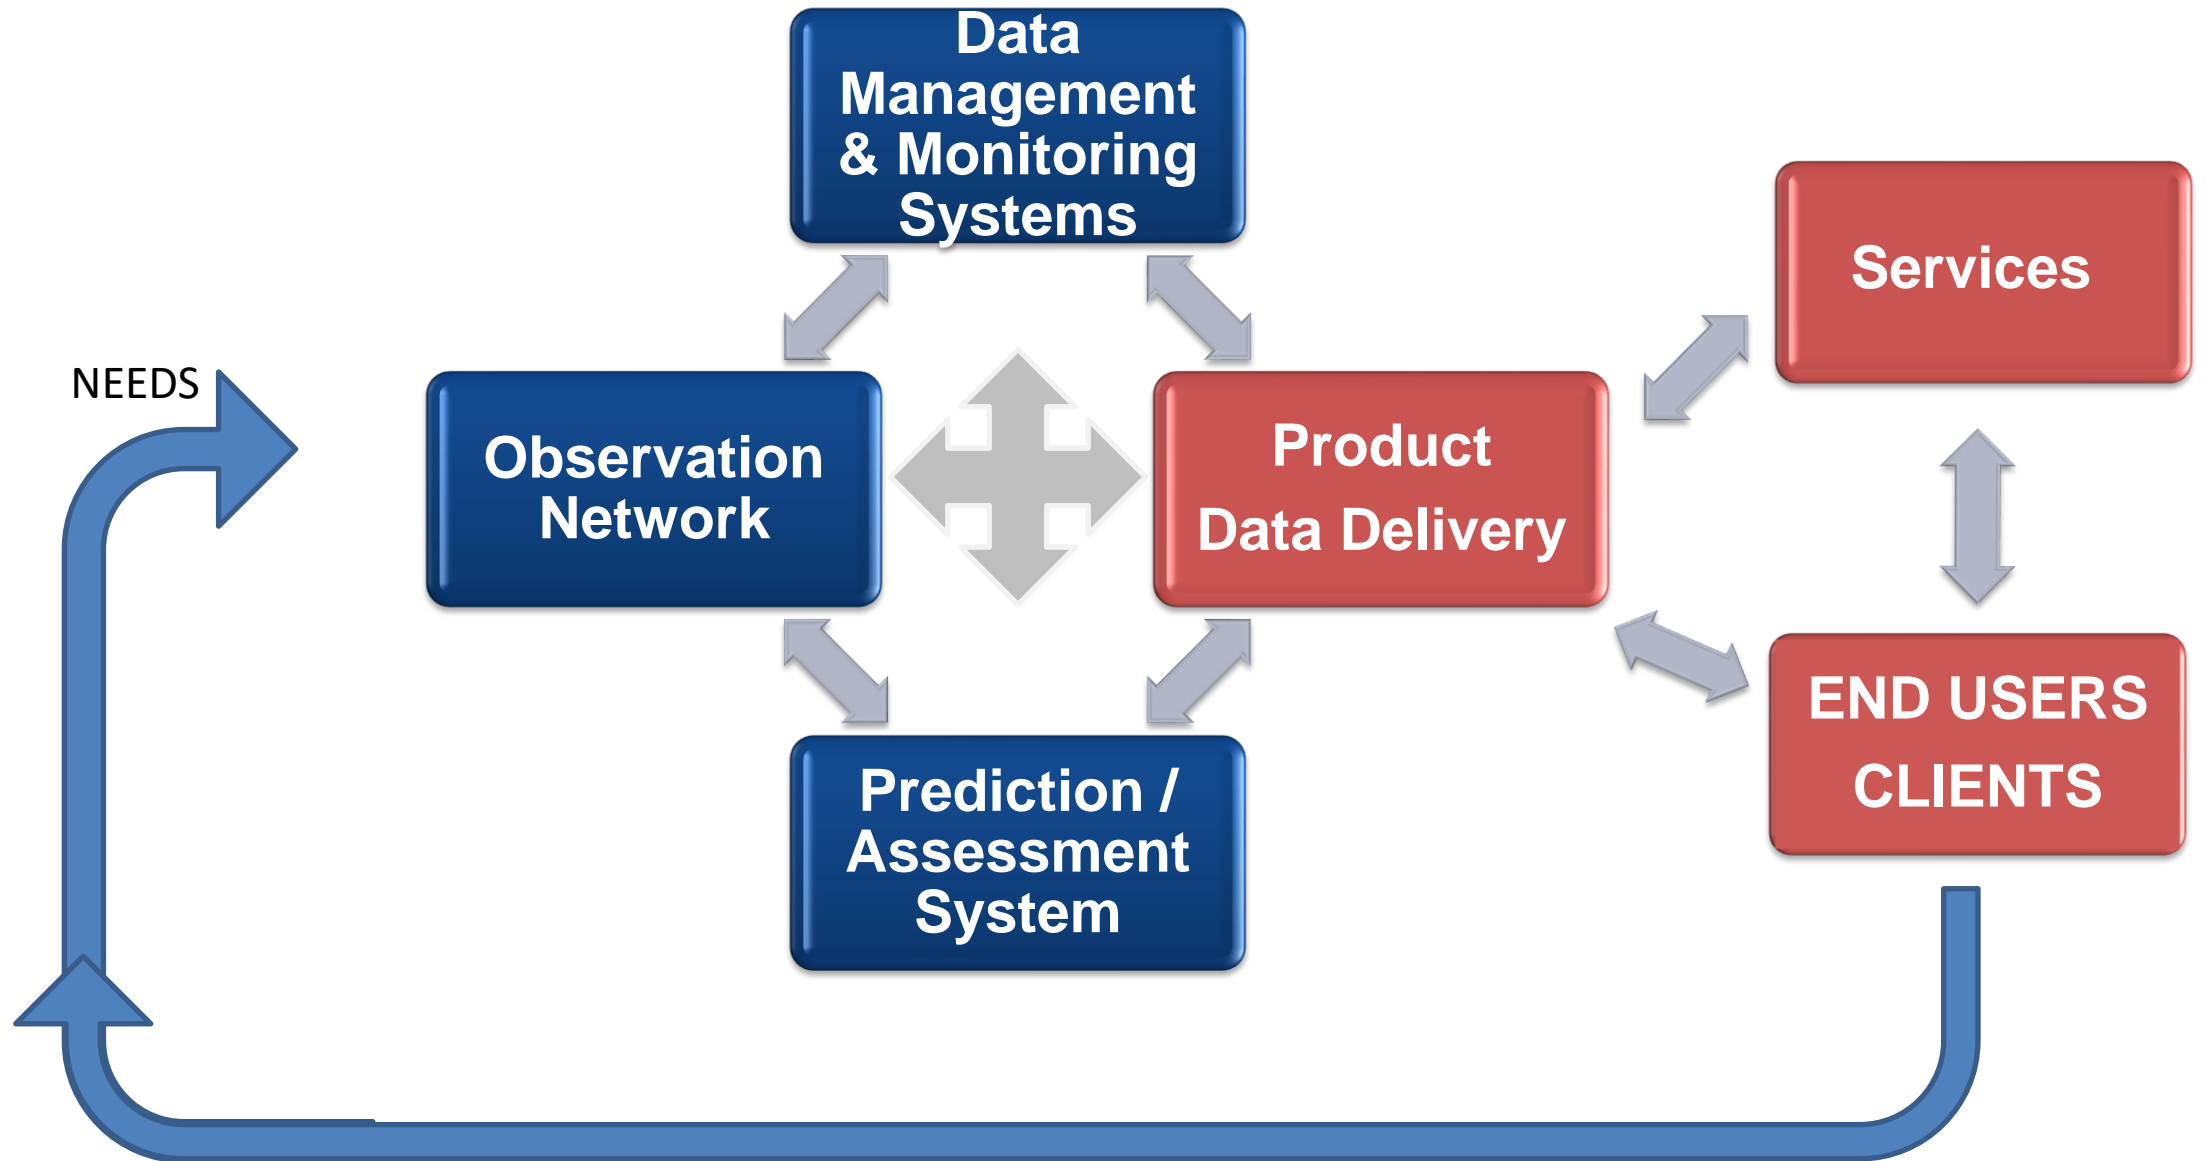 Data
Management
& Monitoring
Systems
Services
NEEDS
Observation
Network
Product
Data Delivery
END USERS
CLIENTS
Prediction /
Assessment
System